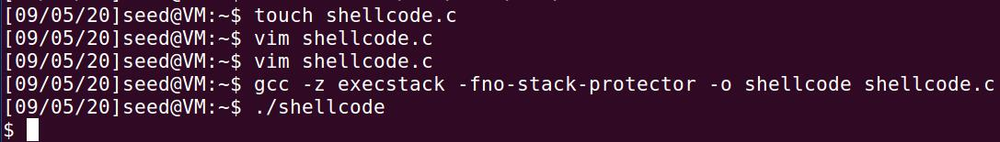 [09/05/20]seed@VM:~$ touch shellcode.c
[09/05/20]seed@VM:~$ vim shellcode.c
[09/05/20]seed@VM:~$ vim shellcode.c
[09/05/20]seed@VM:~$ gcc -z execstack -fno-stack-protector -o shellcode shellcode.c
[09/05/20]seed@VM:~$ ./shellcode
$